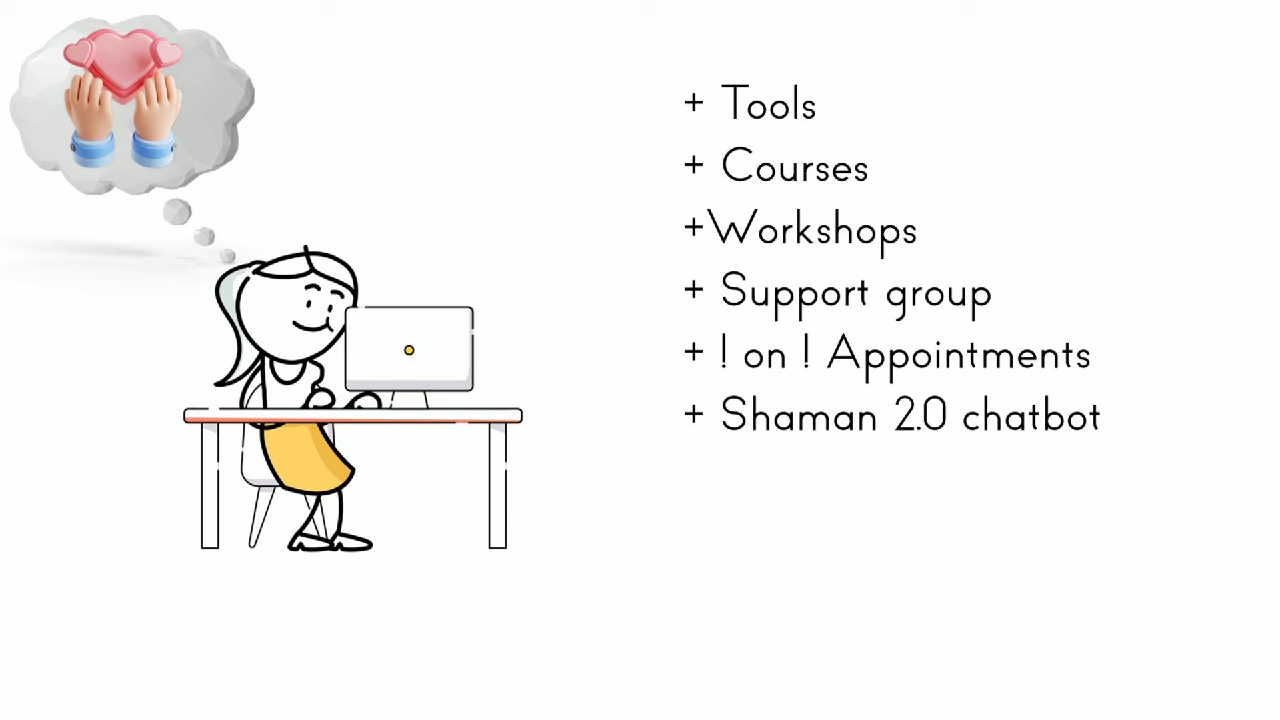 + Tools
+ Courses
+Workshops
+ Support group
+ ! on ! Appointments
+ Shaman 2.0 chatbot